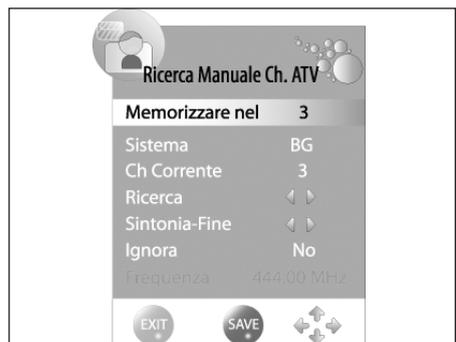 Ricerca Manuale Ch. ATV
Memorizzare nel 3
Sistema BG
Ch Corrente 3
Ricerca
Sintonia-Fine
Ignora No
Frequenza 444.00 MHz
EXIT SAVE